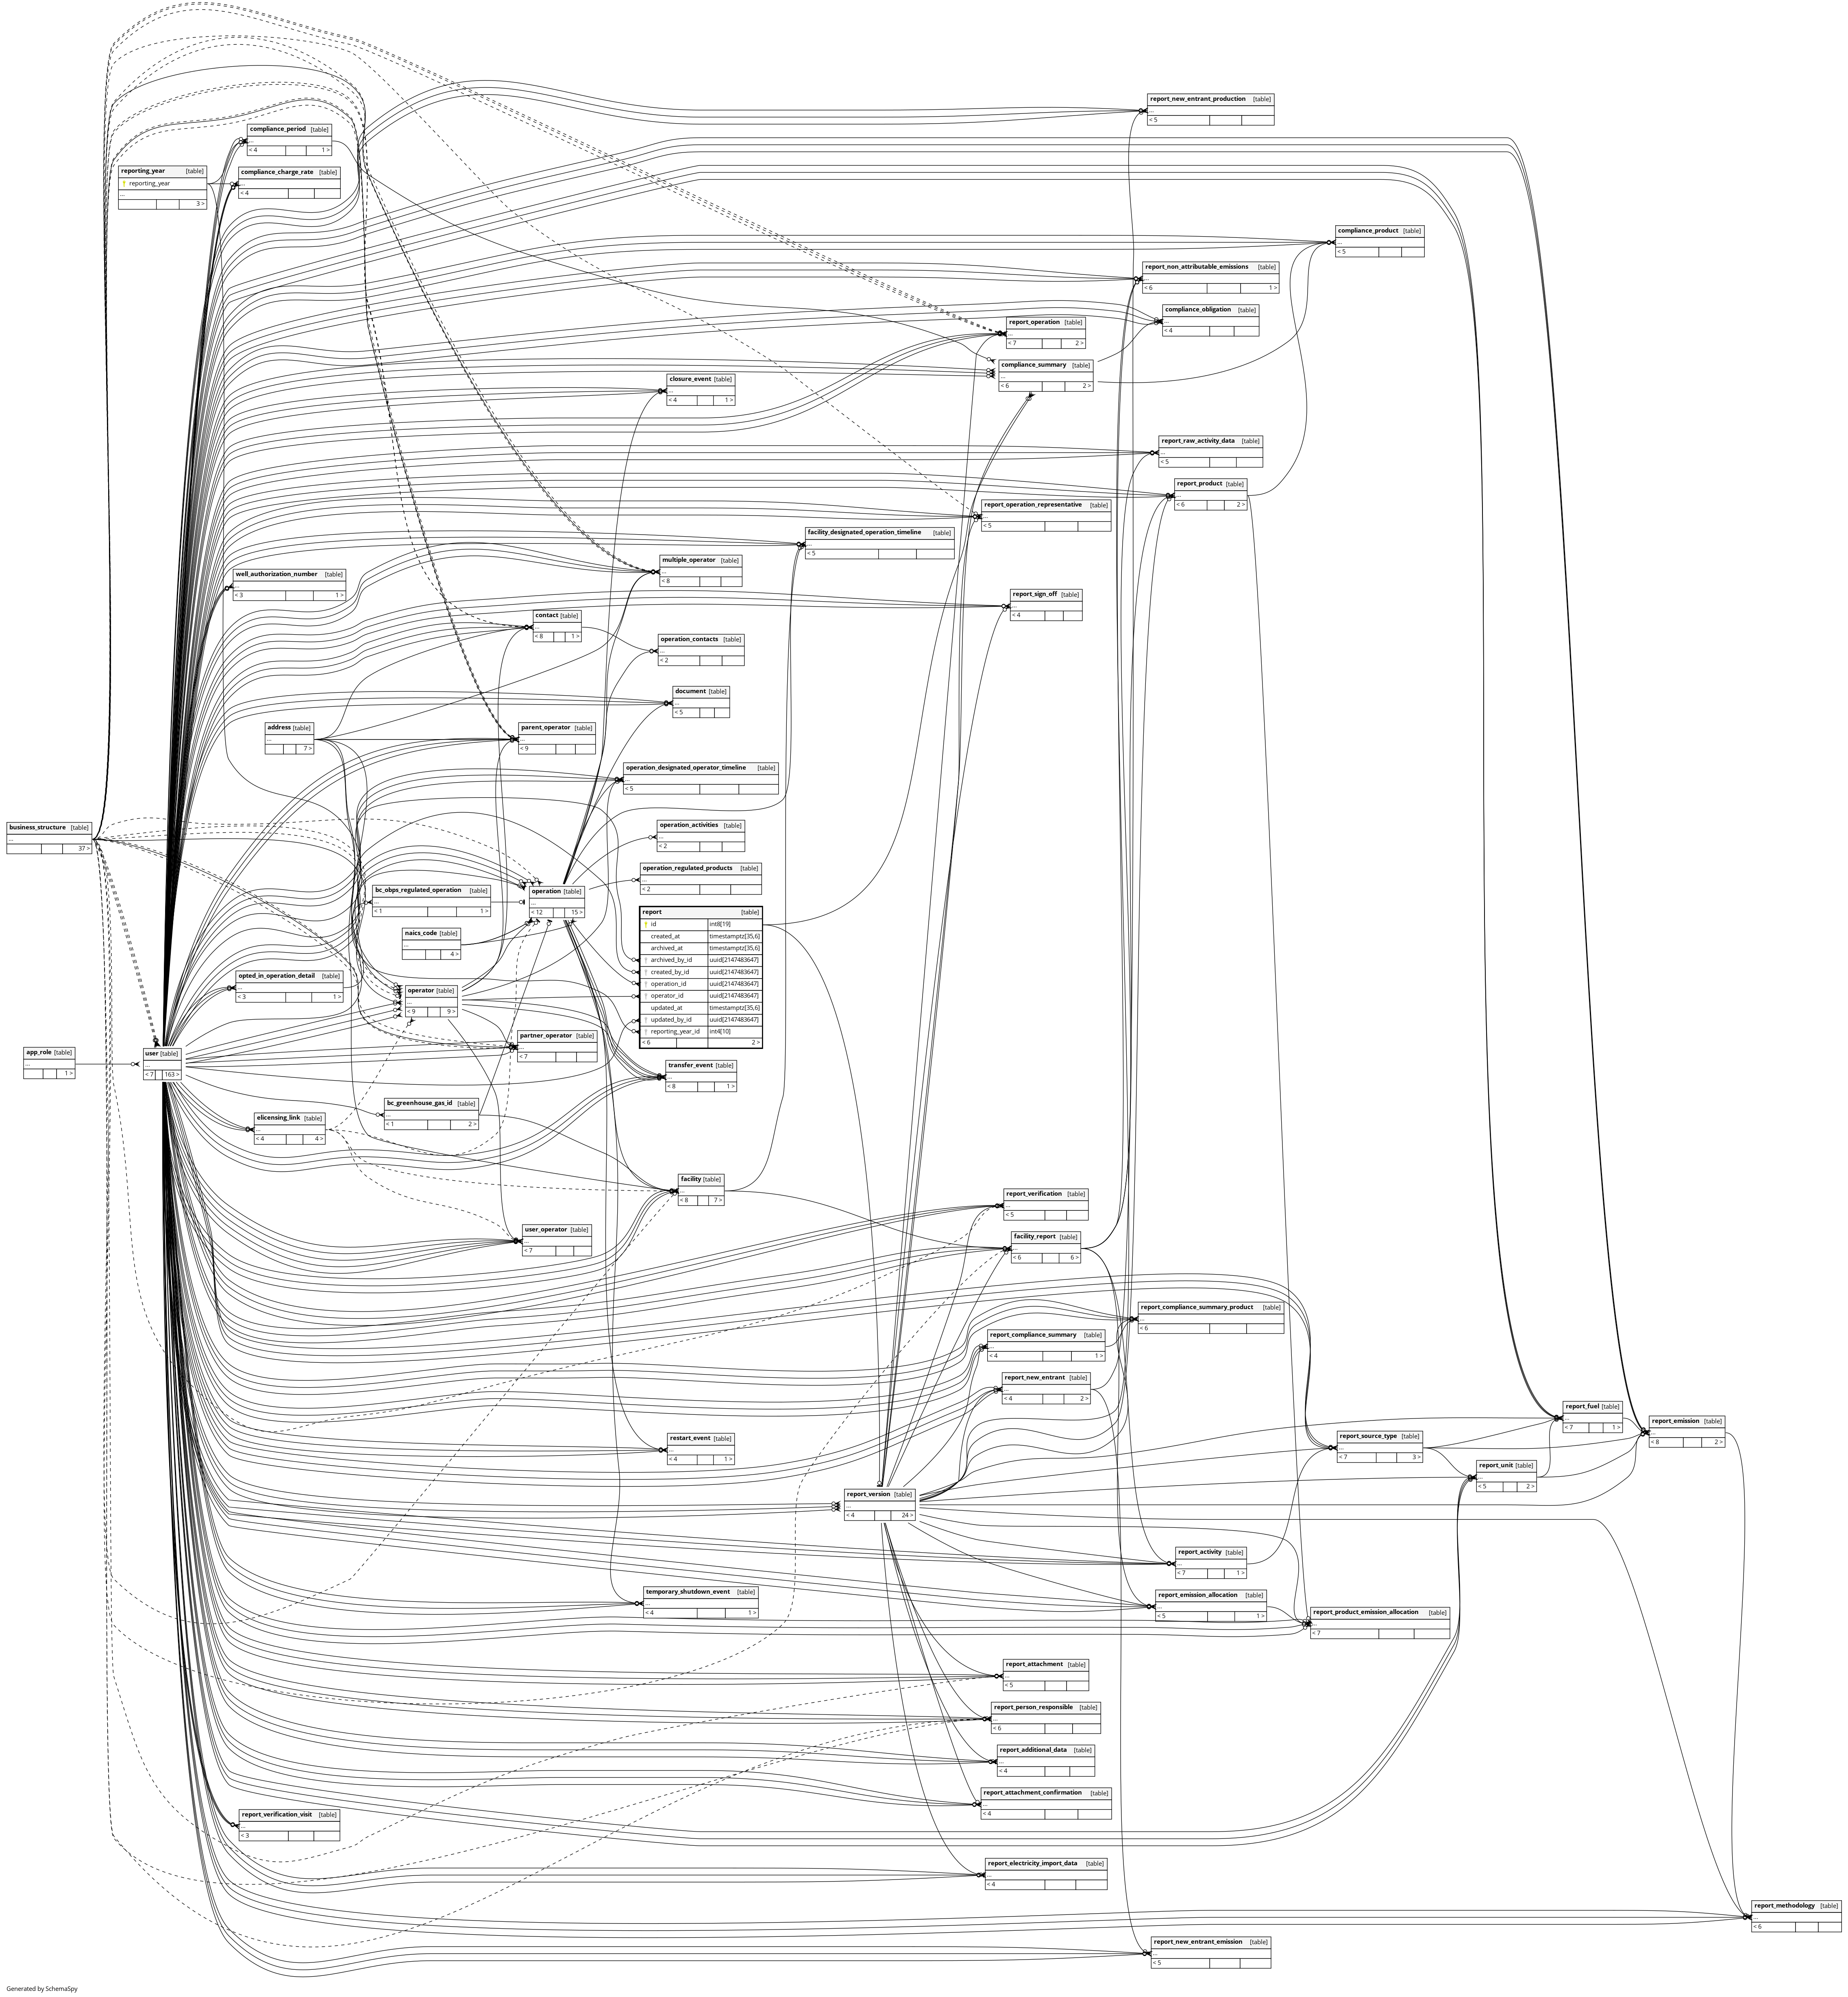 report_new_entrant_production [table]
...
< 5
compliance_period [table]
...
< 4 1 >
reporting_year [table]
reporting_year
...
3 >
compliance_charge_rate [table]
...
< 4
compliance_product [table]
...
< 5
report_non_attributable_emissions [table]
...
< 6 1 >
compliance_obligation [table]
...
< 4
report_operation [table]
...
< 7 2 >
compliance_summary [table]
...
< 6 2 >
closure_event [table]
...
< 4 1 >
report_raw_activity_data [table]
...
< 5
report_product [table]
...
< 6 2 >
report_operation_representative [table]
...
< 5
facility_designated_operation_timeline [table]
...
< 5
multiple_operator [table]
...
< 8
well_authorization_number [table]
...
< 3 1 >
report_sign_off [table]
...
< 4
contact [table]
...
< 8 1 >
operation_contacts [table]
...
< 2
document [table]
...
< 5
address [table]
...
7 >
parent_operator [table]
...
< 9
operation_designated_operator_timeline [table]
...
< 5
business_structure [table]
...
37 >
operation_activities [table]
...
< 2
operation_regulated_products [table]
...
< 2
bc_obps_regulated_operation [table]
...
< 1 1 >
operation [table]
...
< 12 15 >
report [table]
id int8[19]
created_at timestamptz[35,6]
archived_at timestamptz[35,6]
archived_by_id uuid[2147483647]
created_by_id uuid[2147483647]
operation_id uuid[2147483647]
operator_id uuid[2147483647]
updated_at timestamptz[35,6]
updated_by_id uuid[2147483647]
reporting_year_id int4[10]
< 6 2 >
naics_code [table]
...
4 >
opted_in_operation_detail [table]
...
< 3 1 >
operator [table]
...
< 9 9 >
partner_operator [table]
...
< 7
app_role [table]
...
1 >
user [table]
...
< 7 163 >
transfer_event [table]
...
< 8 1 >
bc_greenhouse_gas_id [table]
...
< 1 2 >
elicensing_link [table]
...
< 4 4 >
facility [table]
...
< 8 7 >
report_verification [table]
...
< 5
user_operator [table]
...
< 7
facility_report [table]
...
< 6 6 >
report_compliance_summary_product [table]
...
< 6
report_compliance_summary [table]
...
< 4 1 >
report_new_entrant [table]
...
< 4 2 >
report_fuel [table]
...
< 7 1 >
report_emission [table]
...
< 8 2 >
restart_event [table]
...
< 4 1 >
report_source_type [table]
...
< 7 3 >
report_unit [table]
...
< 5 2 >
report_version [table]
...
< 4 24 >
report_activity [table]
...
< 7 1 >
temporary_shutdown_event [table]
...
< 4 1 >
report_emission_allocation [table]
...
< 5 1 >
report_product_emission_allocation [table]
...
< 7
report_attachment [table]
...
< 5
report_person_responsible [table]
...
< 6
report_additional_data [table]
...
< 4
report_attachment_confirmation [table]
...
< 4
report_verification_visit [table]
...
< 3
report_electricity_import_data [table]
...
< 4
report_methodology [table]
...
< 6
report_new_entrant_emission [table]
...
< 5
Generated by SchemaSpy